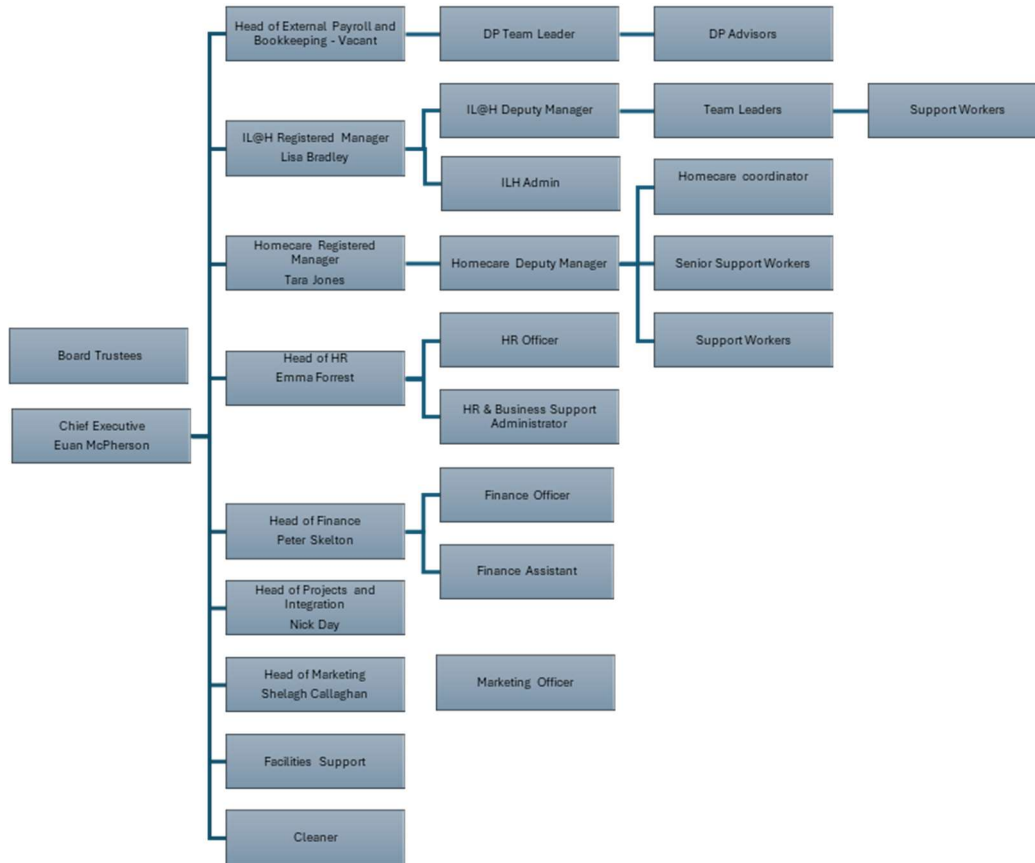 Head of External Payroll and
Bookkeeping - Vacant
DP Team Leader
DP Advisors
IL@H Registered Manager
Lisa Bradley
IL@H Deputy Manager
Team Leaders
Support Workers
ILH Admin
Homecare Registered
Manager
Tara Jones
Homecare Deputy Manager
Homecare coordinator
Senior Support Workers
Support Workers
Board Trustees
Chief Executive
Euan McPherson
Head of HR
Emma Forrest
HR Officer
HR & Business Support
Administrator
Head of Finance
Peter Skelton
Finance Officer
Finance Assistant
Head of Projects and
Integration
Nick Day
Head of Marketing
Shelagh Callaghan
Marketing Officer
Facilities Support
Cleaner